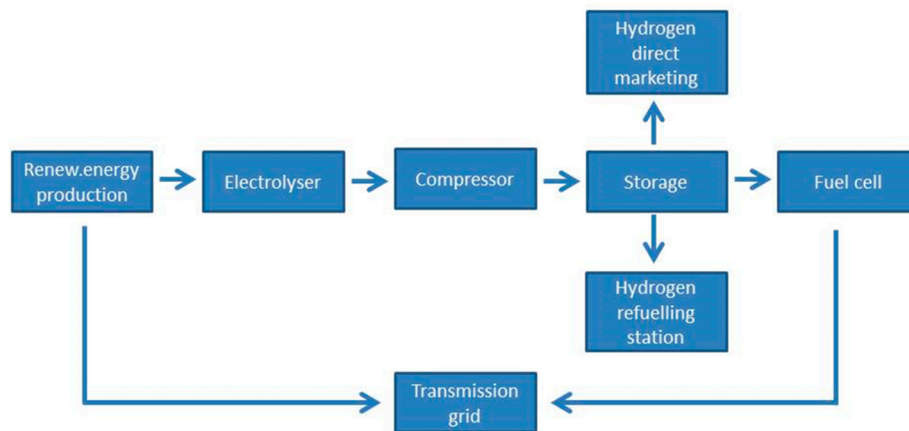 Hydrogen
direct
marketing
Renew.energy
production
Electrolyser
Compressor
Storage
Fuel cell
Hydrogen
refuelling
station
Transmission
grid